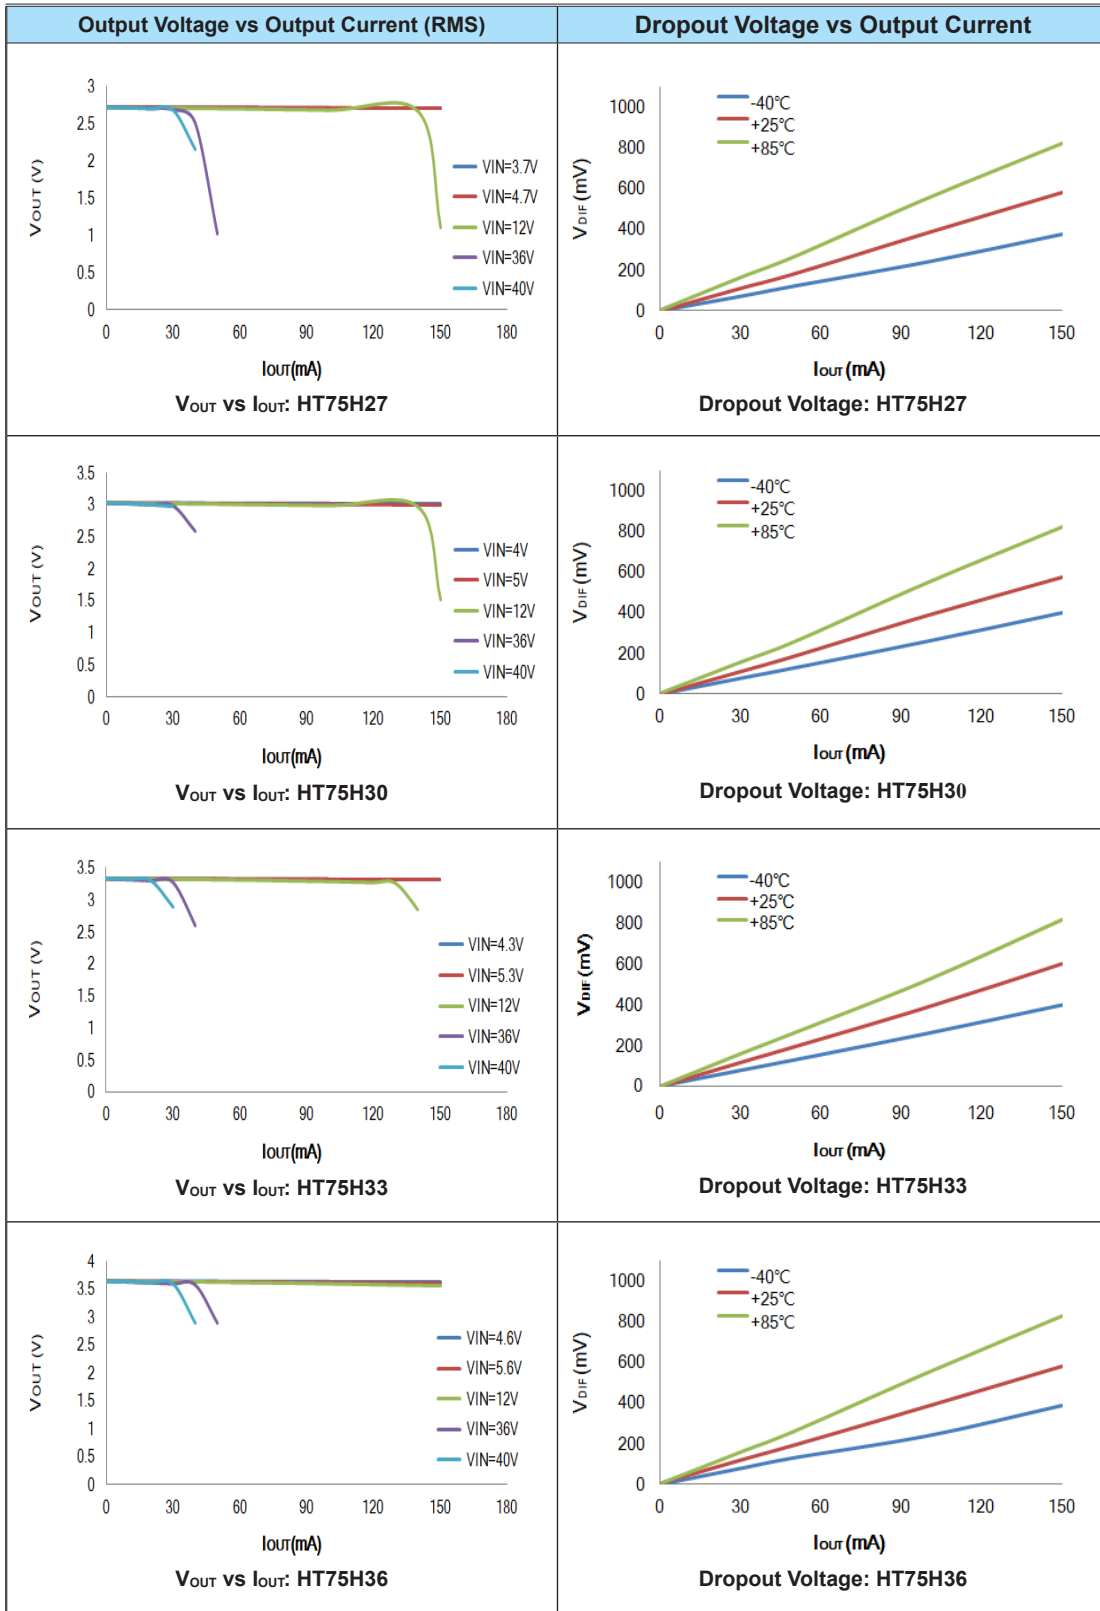 Output Voltage vs Output Current (RMS)
Dropout Voltage vs Output Current
3
2.5
2
1.5
1
0.5
0
VOUT (V)
0 30 60 90 120 150 180
IOUT(mA)
VIN=3.7V
VIN=4.7V
VIN=12V
VIN=36V
VIN=40V
VOUT vs IOUT: HT75H27
1000
800
600
400
200
0
VDIF (mV)
0 30 60 90 120 150
IOUT (mA)
-40℃
+25℃
+85℃
Dropout Voltage: HT75H27
3.5
3
2.5
2
1.5
1
0.5
0
VOUT (V)
0 30 60 90 120 150 180
IOUT(mA)
VIN=4V
VIN=5V
VIN=12V
VIN=36V
VIN=40V
VOUT vs IOUT: HT75H30
1000
800
600
400
200
0
VDIF (mV)
0 30 60 90 120 150
IOUT (mA)
-40℃
+25℃
+85℃
Dropout Voltage: HT75H30
3.5
3
2.5
2
1.5
1
0.5
0
VOUT (V)
0 30 60 90 120 150 180
IOUT(mA)
VIN=4.3V
VIN=5.3V
VIN=12V
VIN=36V
VIN=40V
VOUT vs IOUT: HT75H33
1000
800
600
400
200
0
VDIF (mV)
0 30 60 90 120 150
IOUT (mA)
-40℃
+25℃
+85℃
Dropout Voltage: HT75H33
4
3.5
3
2.5
2
1.5
1
0.5
0
VOUT (V)
0 30 60 90 120 150 180
IOUT(mA)
VIN=4.6V
VIN=5.6V
VIN=12V
VIN=36V
VIN=40V
VOUT vs IOUT: HT75H36
1000
800
600
400
200
0
VDIF (mV)
0 30 60 90 120 150
IOUT (mA)
-40℃
+25℃
+85℃
Dropout Voltage: HT75H36